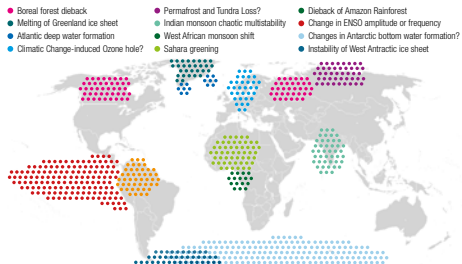 Boreal forest dieback
Melting of Greenland ice sheet
Atlantic deep water formation
Climatic Change-induced Ozone hole?
Permafrost and Tundra Loss?
Indian monsoon chaotic multistability
West African monsoon shift
Sahara greening
Dieback of Amazon Rainforest
Change in ENSO amplitude or frequency
Changes in Antarctic bottom water formation?
Instability of West Antractic ice sheet